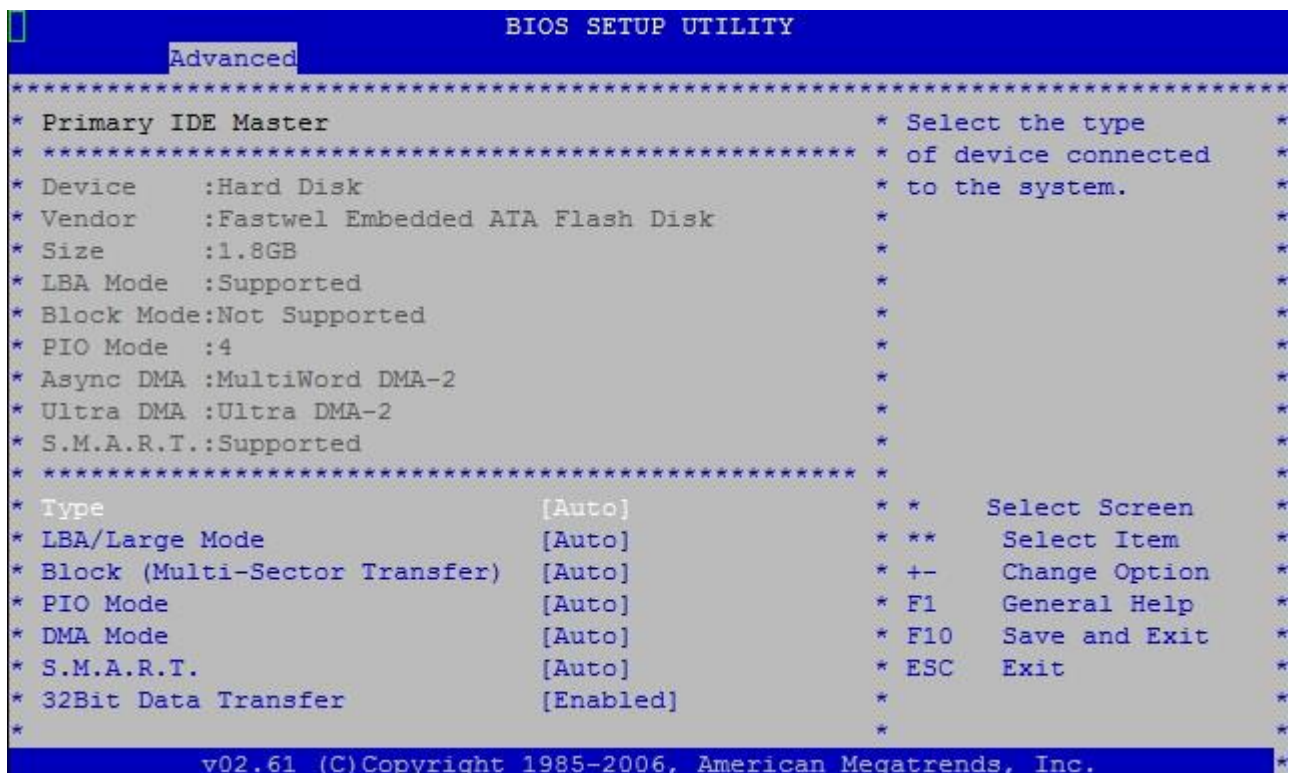 BIOS SETUP UTILITY
Advanced
********************************************************************************
* Primary IDE Master * Select the type *
* **************************************************** * of device connected *
* Device :Hard Disk * to the system. *
* Vendor :Fastwel Embedded ATA Flash Disk * *
* Size :1.8GB * *
* LBA Mode :Supported * *
* Block Mode:Not Supported * *
* PIO Mode :4 * *
* Async DMA :MultiWord DMA-2 * *
* Ultra DMA :Ultra DMA-2 * *
* S.M.A.R.T.:Supported * *
* **************************************************** * *
* Type [Auto] * * Select Screen *
* LBA/Large Mode [Auto] * ** Select Item *
* Block (Multi-Sector Transfer) [Auto] * +- Change Option *
* PIO Mode [Auto] * F1 General Help *
* DMA Mode [Auto] * F10 Save and Exit *
* S.M.A.R.T. [Auto] * ESC Exit *
* 32Bit Data Transfer [Enabled] * *
* * *
v02.61 (C)Copyright 1985-2006, American Megatrends, Inc. *